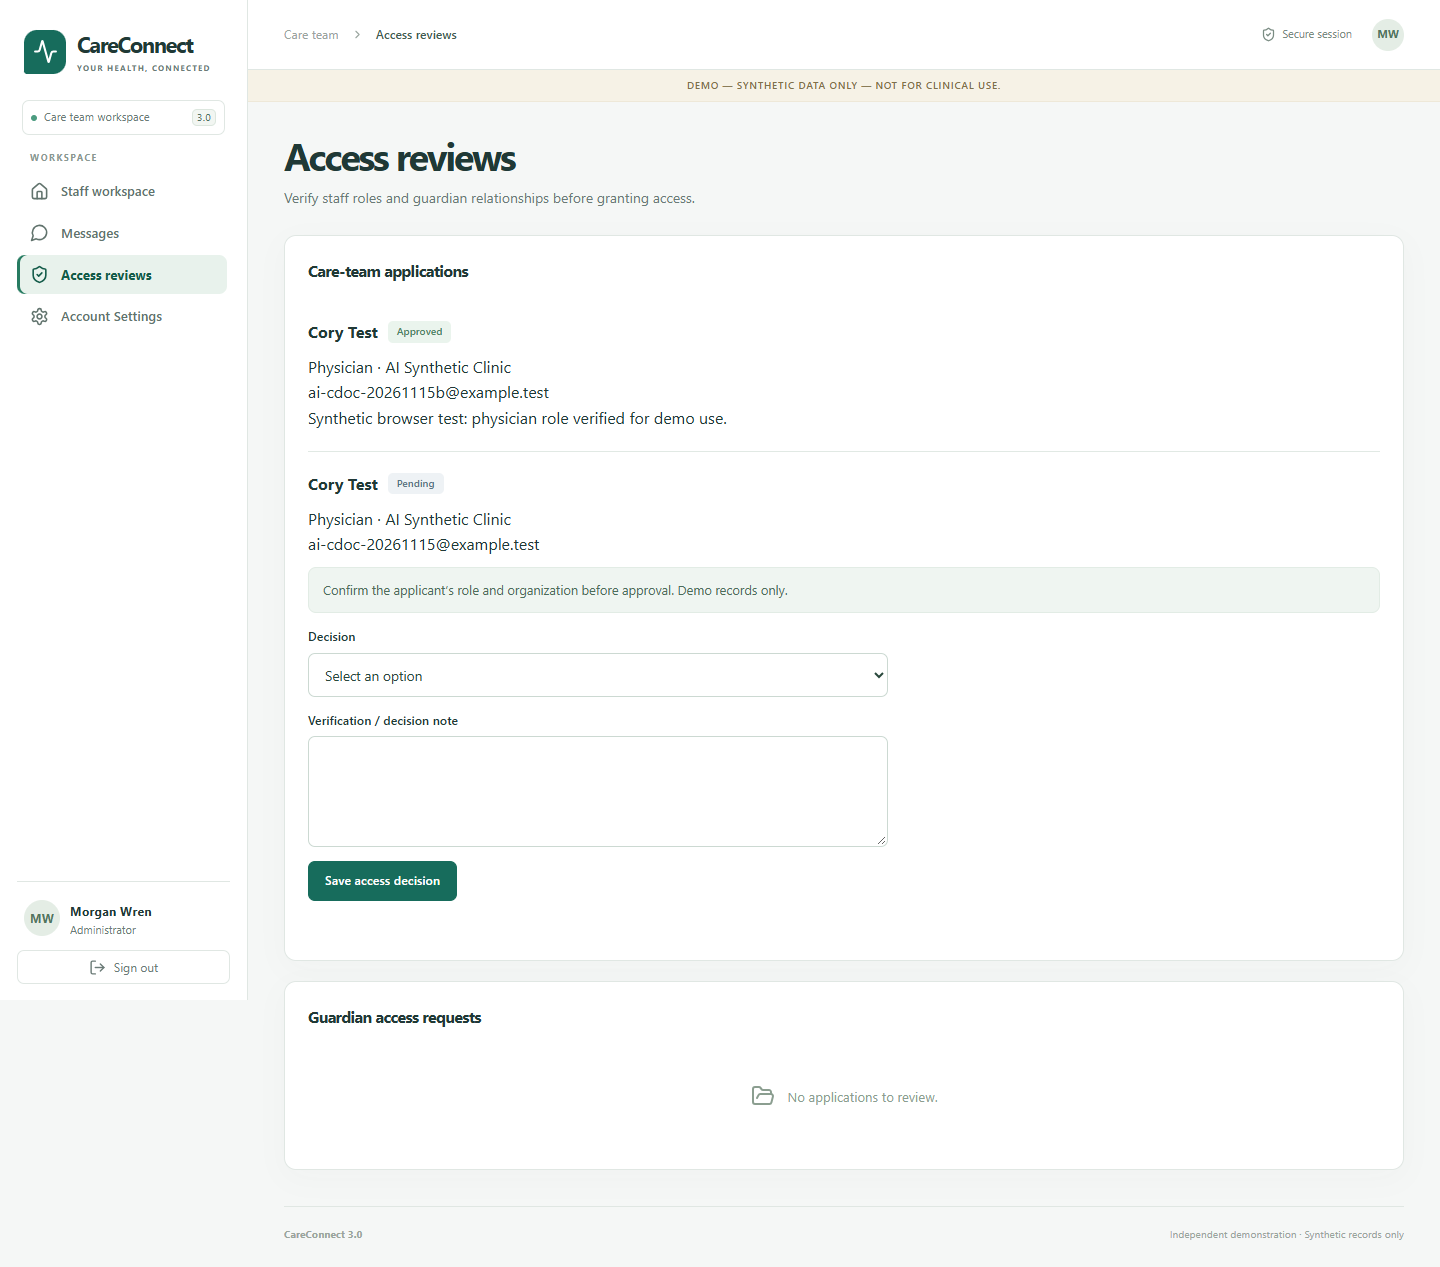 CareConnect
YOUR HEALTH, CONNECTED
Care team workspace 3.0
WORKSPACE
Staff workspace
Messages
Access reviews
Account Settings
MW
Morgan Wren
Administrator
Sign out
Care team > Access reviews
Secure session
MW
DEMO — SYNTHETIC DATA ONLY — NOT FOR CLINICAL USE.
Access reviews
Verify staff roles and guardian relationships before granting access.
Care-team applications
Cory Test Approved
Physician · AI Synthetic Clinic
ai-cdoc-20261115b@example.test
Synthetic browser test: physician role verified for demo use.
Cory Test Pending
Physician · AI Synthetic Clinic
ai-cdoc-20261115@example.test
Confirm the applicant's role and organization before approval. Demo records only.
Decision
Select an option
Verification / decision note
Save access decision
Guardian access requests
No applications to review.
CareConnect 3.0
Independent demonstration · Synthetic records only